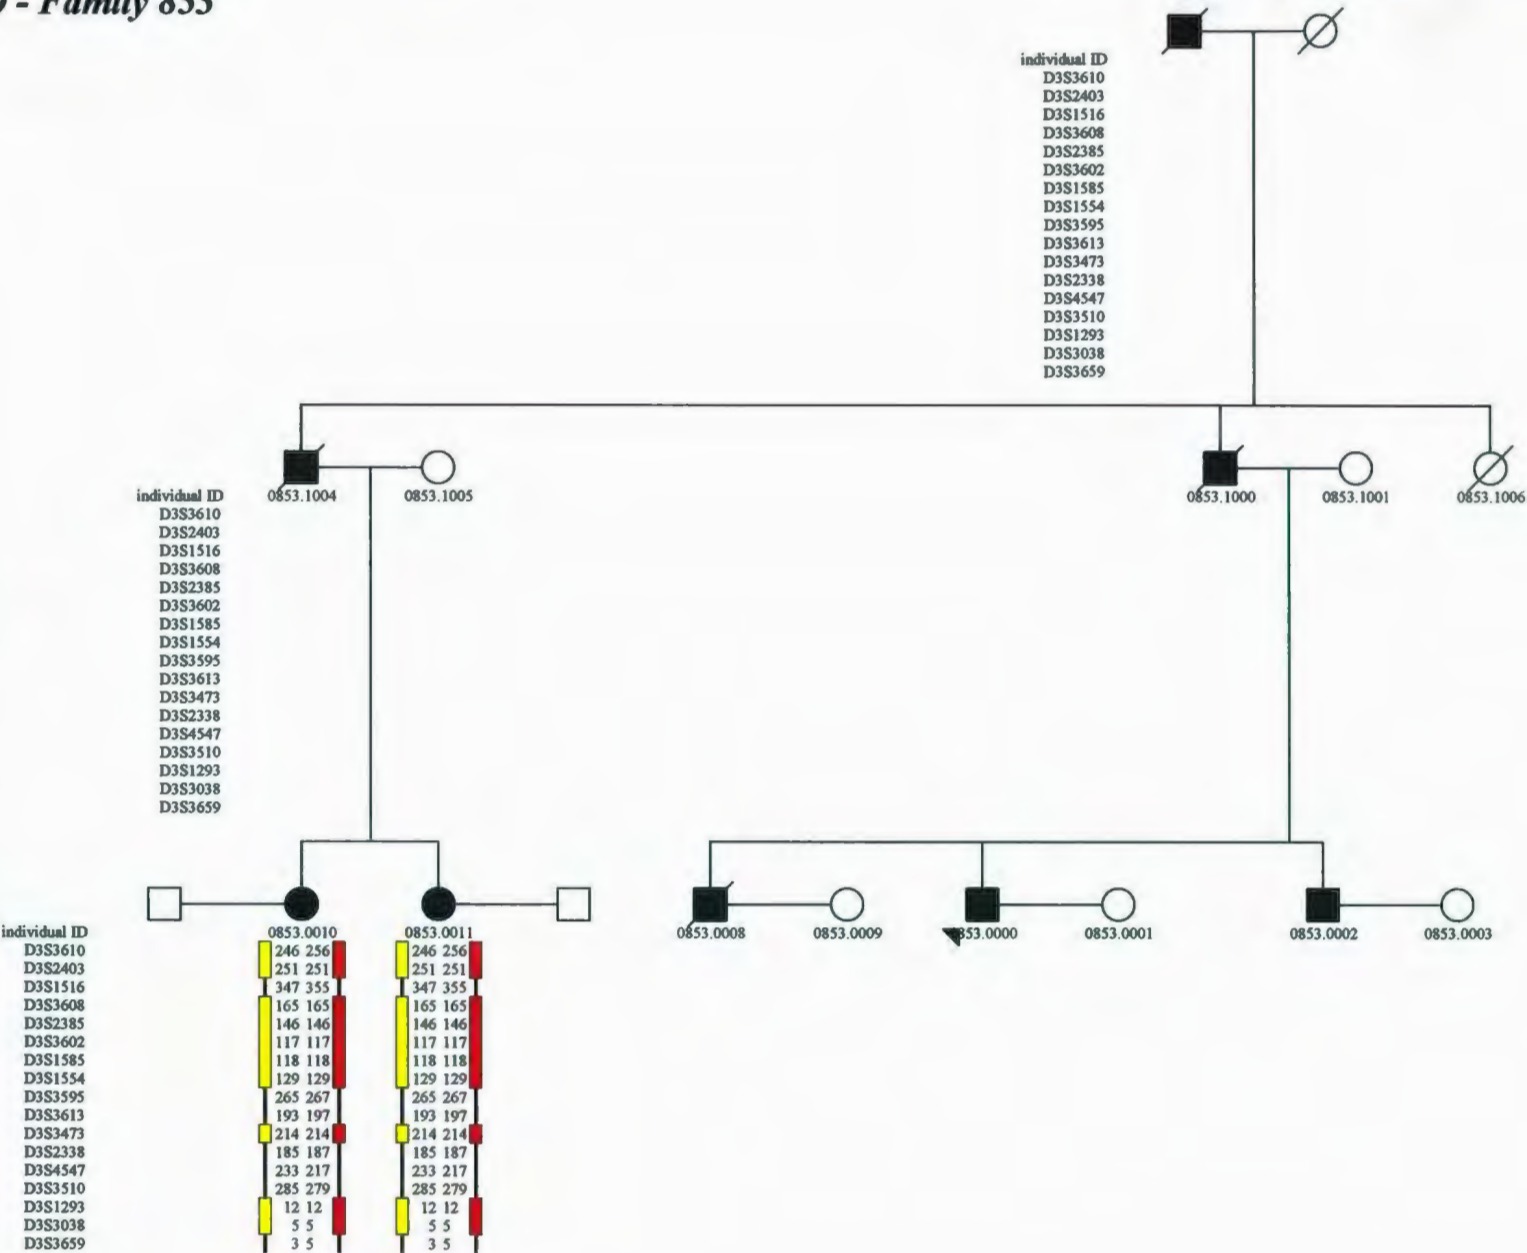 - Family 853
individual ID
D3S3610
D3S2403
D3S1516
D3S3608
D3S2385
D3S3602
D3S1585
D3S1554
D3S3595
D3S3613
D3S3473
D3S2338
D3S4547
D3S3510
D3S1293
D3S3038
D3S3659
0853.1004 0853.1005 0853.1000 0853.1001 0853.1006
individual ID
D3S3610
D3S2403
D3S1516
D3S3608
D3S2385
D3S3602
D3S1585
D3S1554
D3S3595
D3S3613
D3S3473
D3S2338
D3S4547
D3S3510
D3S1293
D3S3038
D3S3659
individual ID 0853.0010 0853.0011 0853.0008 0853.0009 0853.0000 0853.0001 0853.0002 0853.0003
D3S3610 246 256 246 256
D3S2403 251 251 251 251
D3S1516 347 355 347 355
D3S3608 165 165 165 165
D3S2385 146 146 146 146
D3S3602 117 117 117 117
D3S1585 118 118 118 118
D3S1554 129 129 129 129
D3S3595 265 267 265 267
D3S3613 193 197 193 197
D3S3473 214 214 214 214
D3S2338 185 187 185 187
D3S4547 233 217 233 217
D3S3510 285 279 285 279
D3S1293 12 12 12 12
D3S3038 5 5 5 5
D3S3659 3 5 3 5